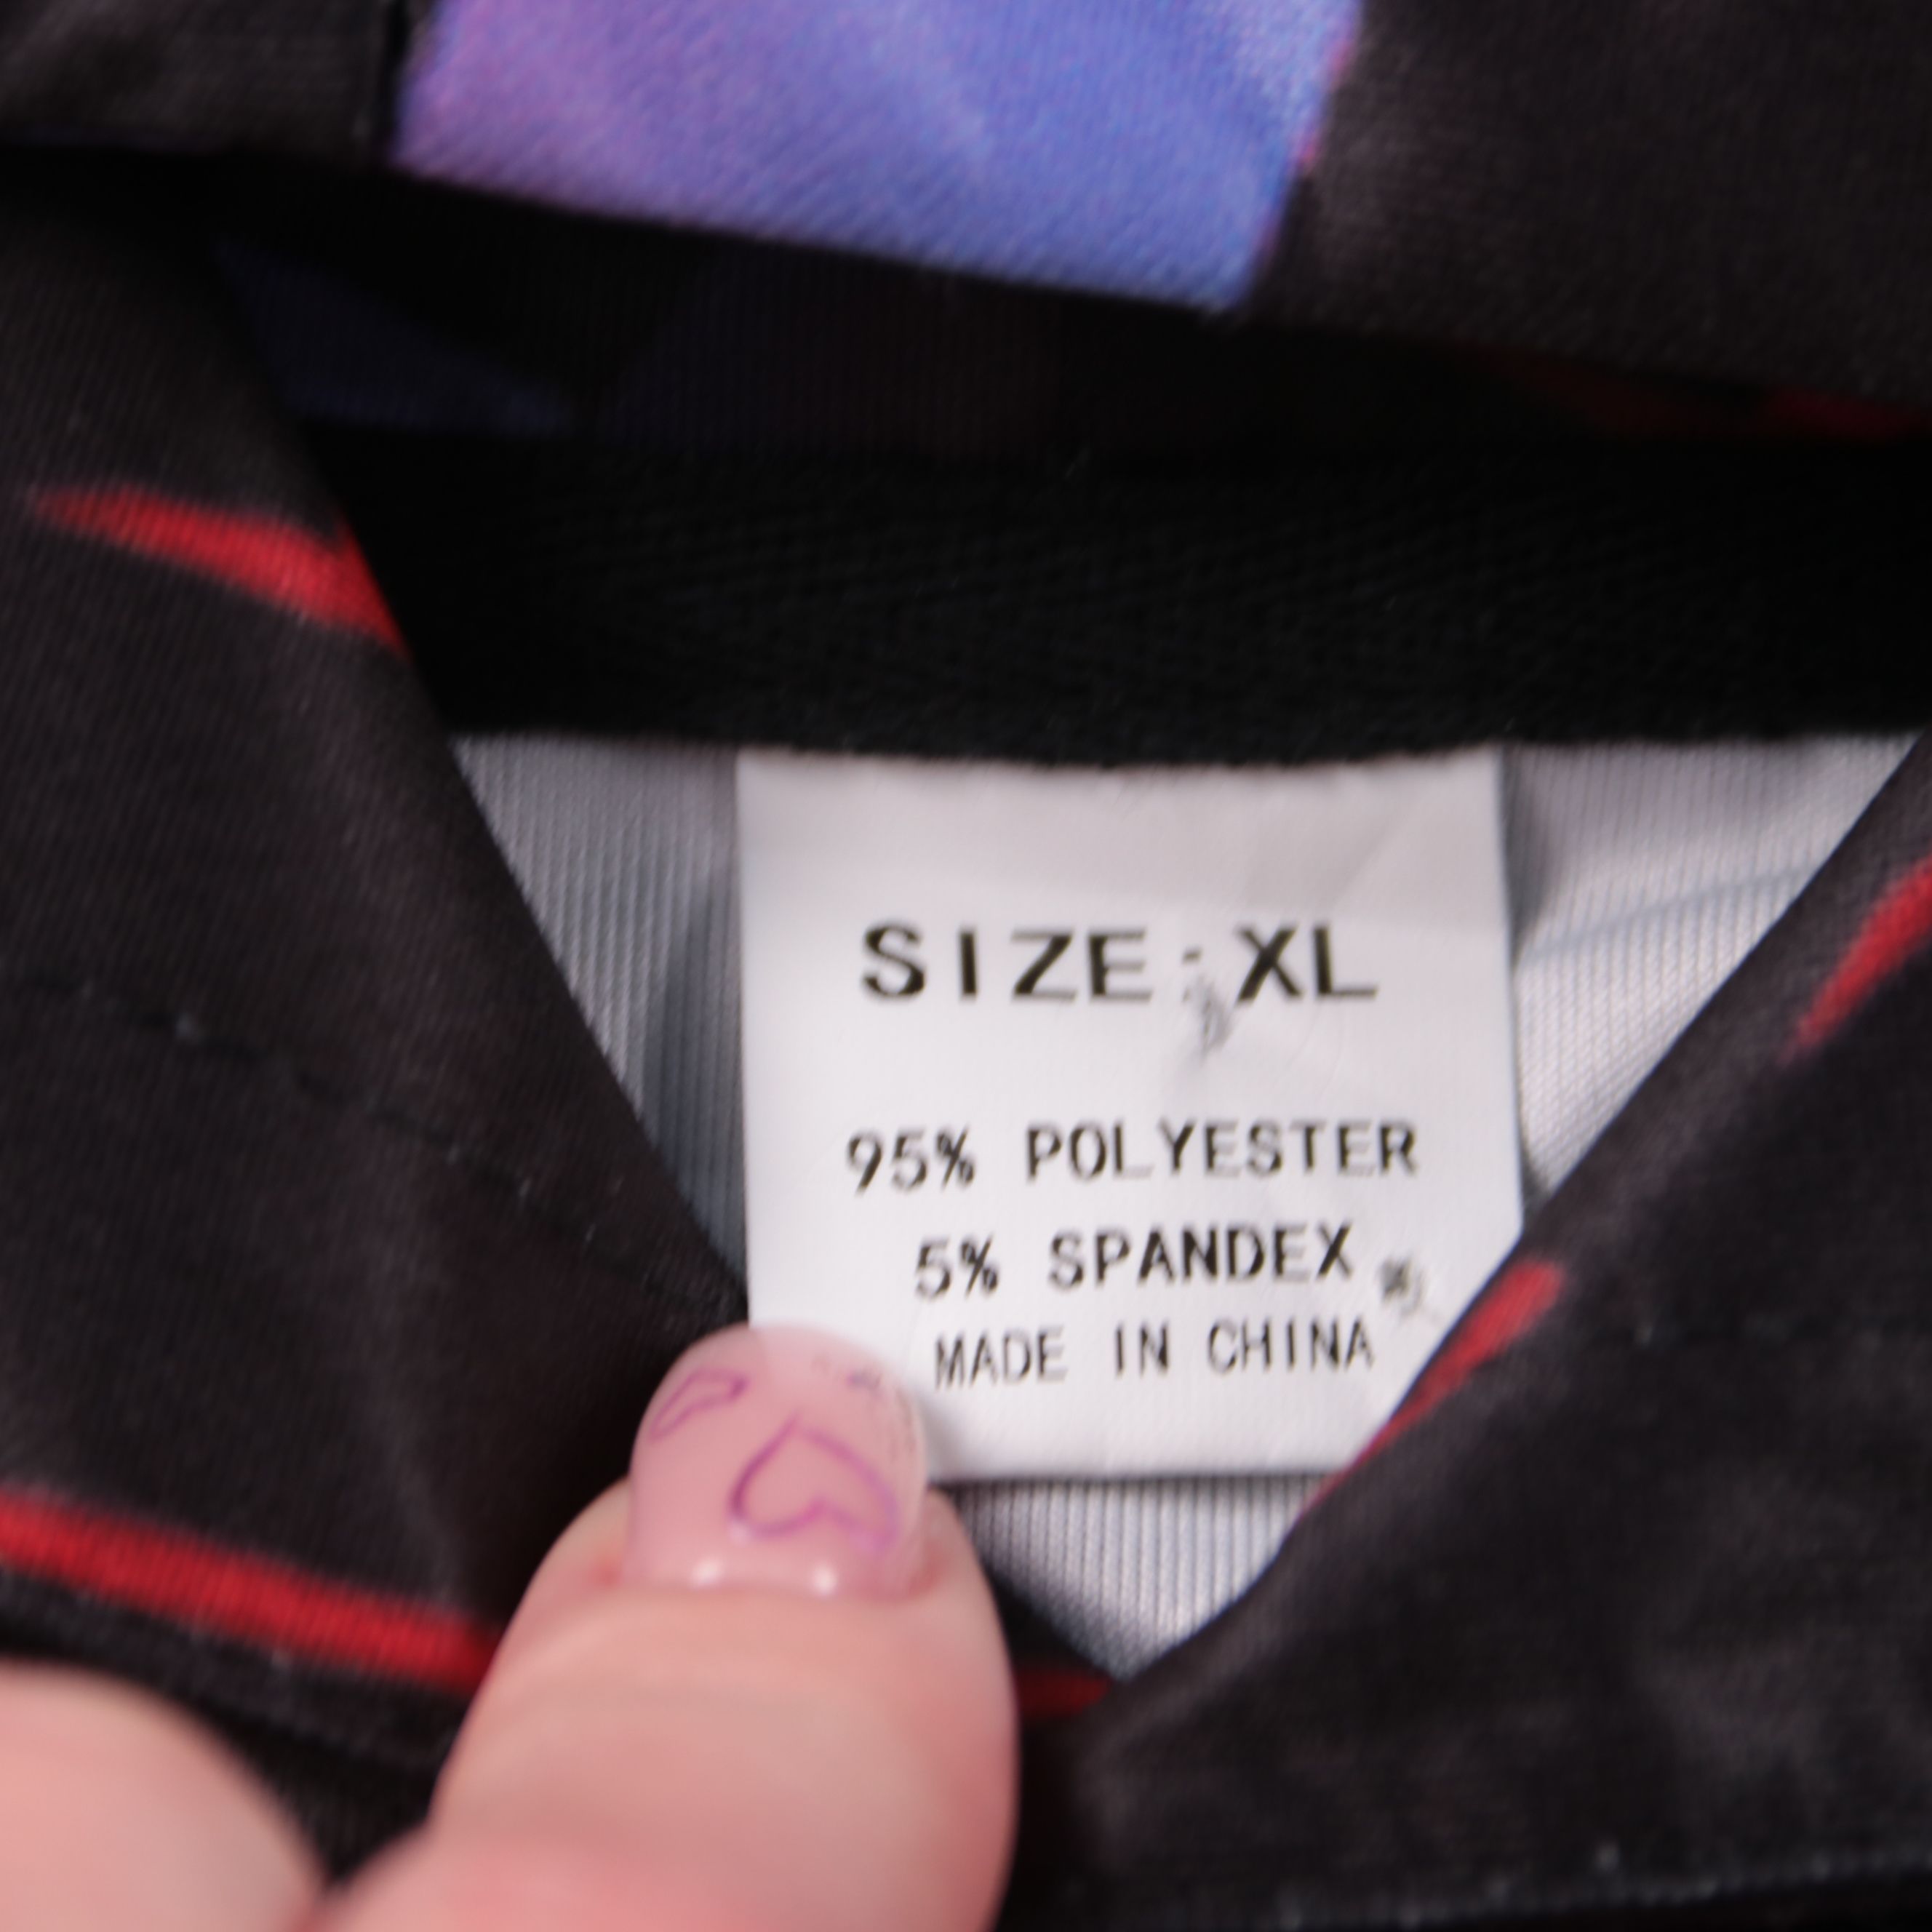 SIZE:XL
95% POLYESTER
5% SPANDEX
MADE IN CHINA